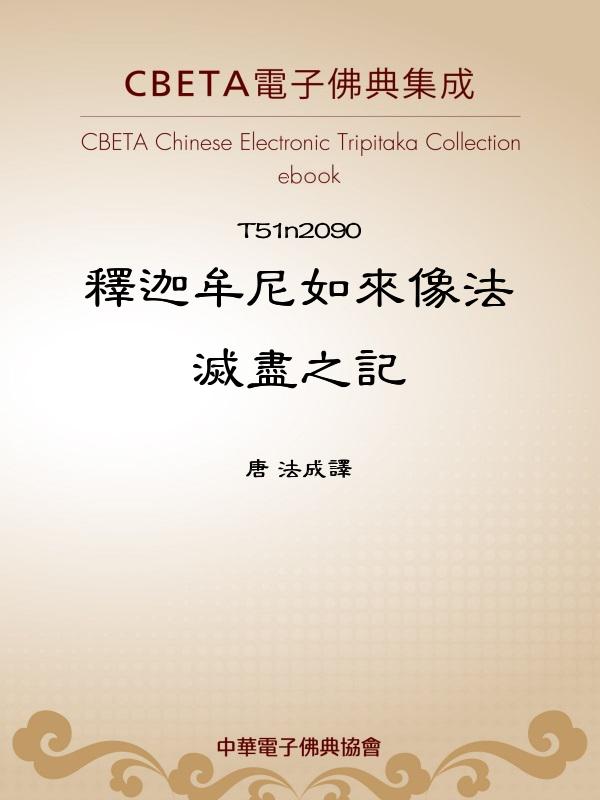 CBETA電子佛典集成
CBETA Chinese Electronic Tripitaka Collection
ebook
T51n2090
釋迦牟尼如來像法
滅盡之記
唐 法成譯
中華電子佛典協會